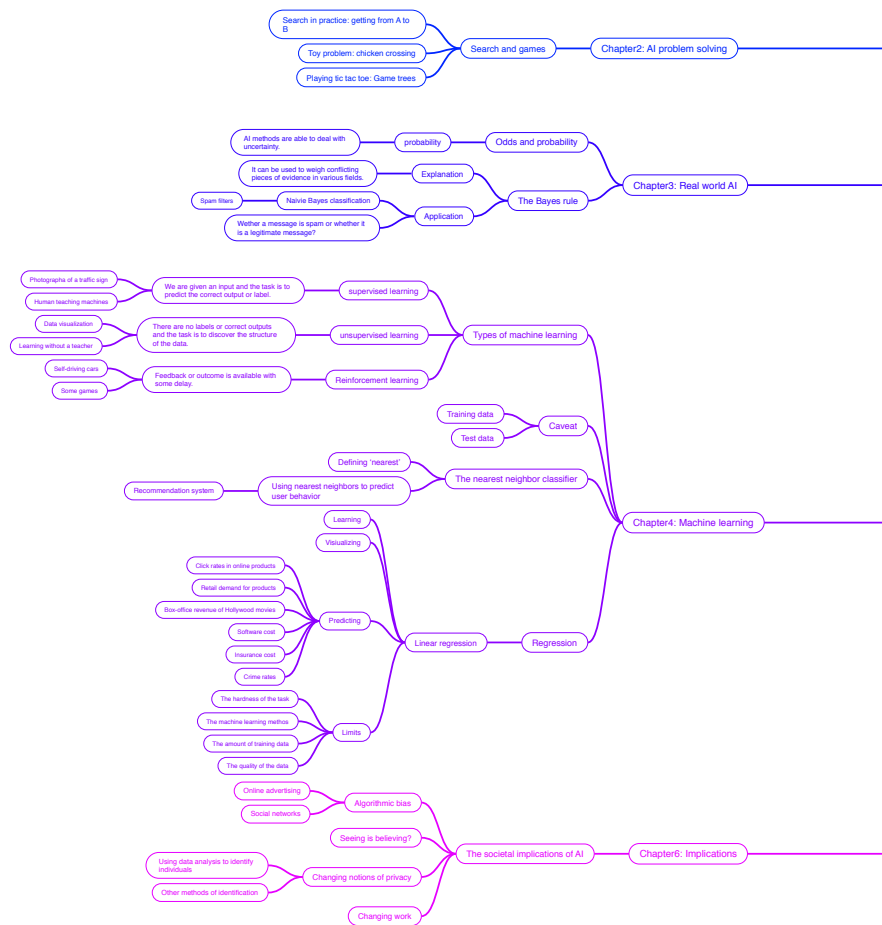 Search in practice: getting from A to
B
Toy problem: chicken crossing
Playing tic tac toe: Game trees
Search and games
Chapter2: AI problem solving
AI methods are able to deal with
uncertainty.
probability
Odds and probability
It can be used to weigh conflicting
pieces of evidence in various fields.
Explanation
Spam filters
Naivie Bayes classification
Wether a message is spam or whether it
is a legitimate message?
Application
The Bayes rule
Chapter3: Real world AI
Photographa of a traffic sign
Human teaching machines
We are given an input and the task is to
predict the correct output or label.
supervised learning
Data visualization
Learning without a teacher
There are no labels or correct outputs
and the task is to discover the structure
of the data.
unsupervised learning
Self-driving cars
Some games
Feedback or outcome is available with
some delay.
Reinforcement learning
Types of machine learning
Training data
Test data
Caveat
Defining ‘nearest’
Recommendation system
Using nearest neighbors to predict
user behavior
The nearest neighbor classifier
Chapter4: Machine learning
Learning
Visiualizing
Click rates in online products
Retail demand for products
Box-office revenue of Hollywood movies
Software cost
Insurance cost
Crime rates
Predicting
The hardness of the task
The machine learning methos
The amount of training data
The quality of the data
Limits
Linear regression
Regression
Online advertising
Social networks
Algorithmic bias
Seeing is believing?
Using data analysis to identify
individuals
Other methods of identification
Changing notions of privacy
Changing work
The societal implications of AI
Chapter6: Implications